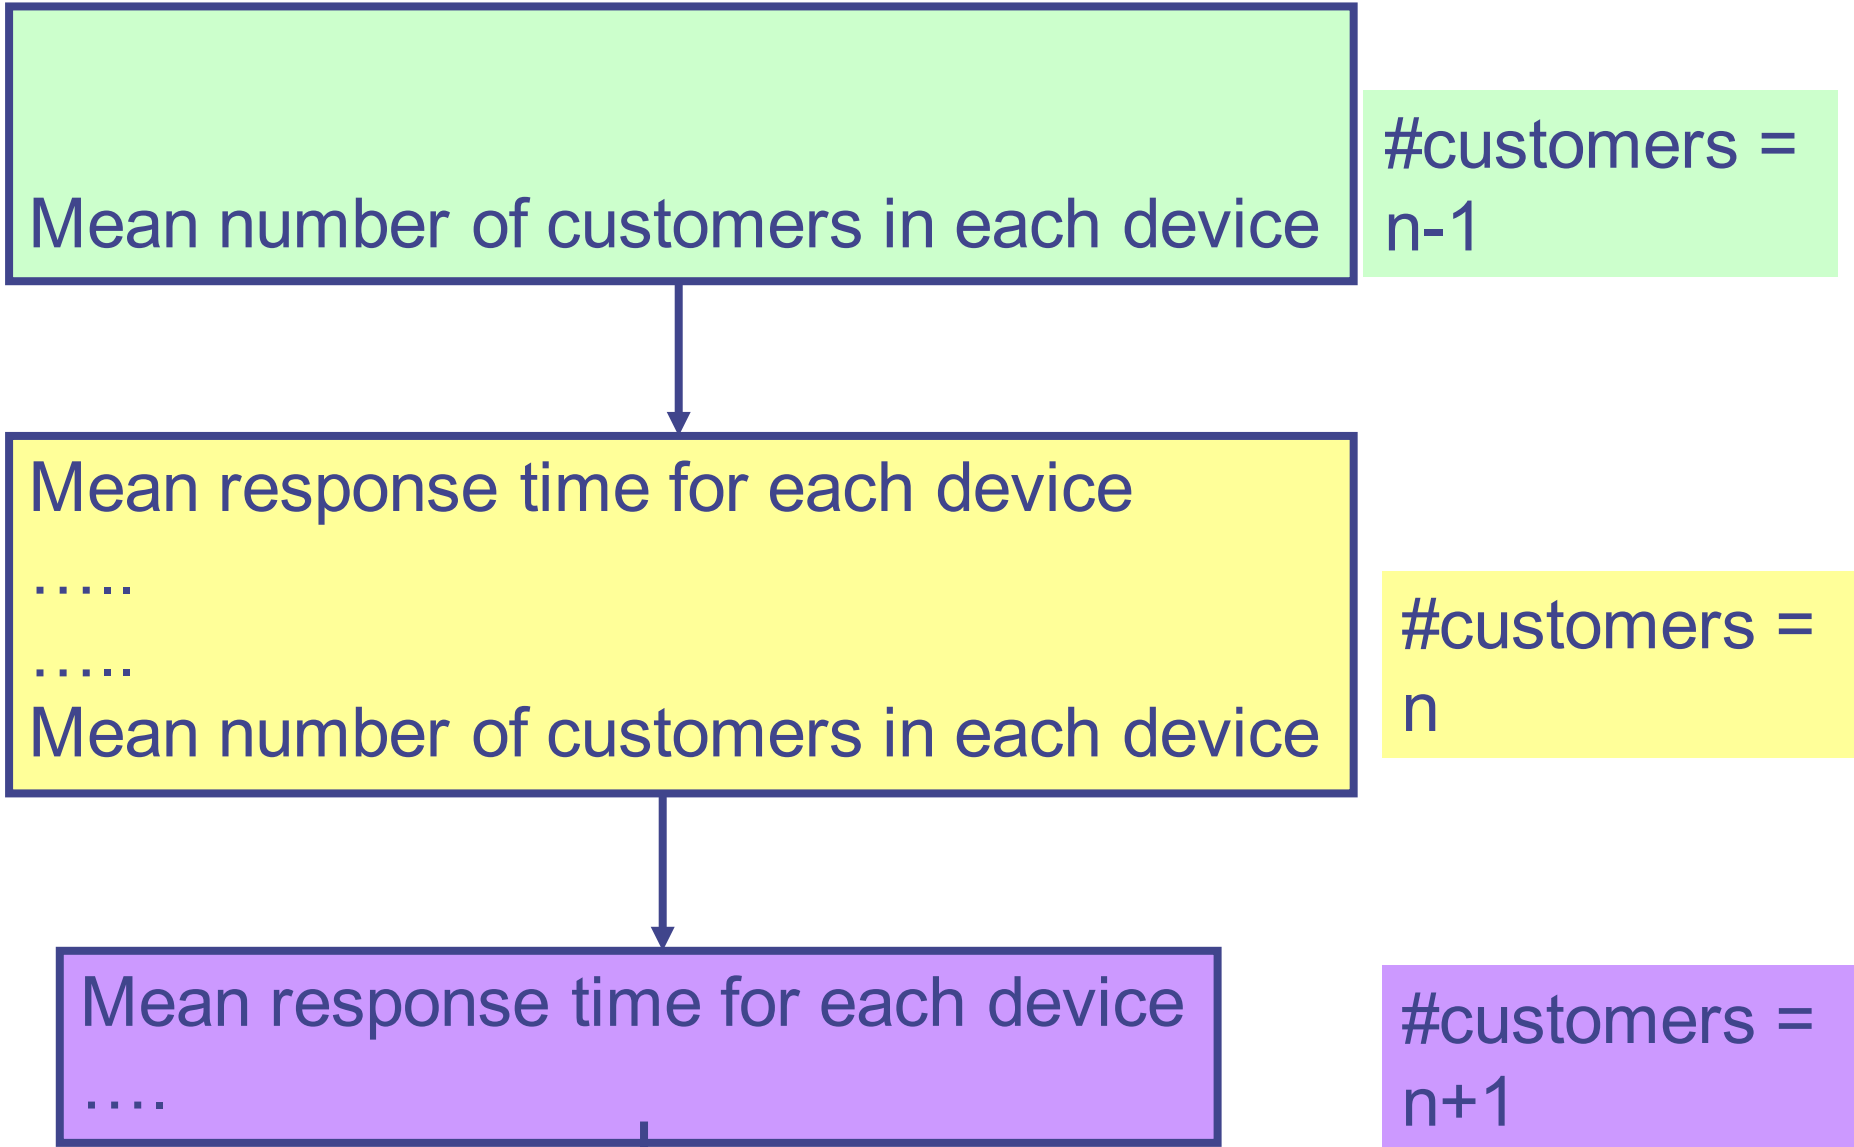 Mean number of customers in each device
#customers =
n-1
Mean response time for each device
…..
…..
Mean number of customers in each device
#customers =
n
Mean response time for each device
….
#customers =
n+1